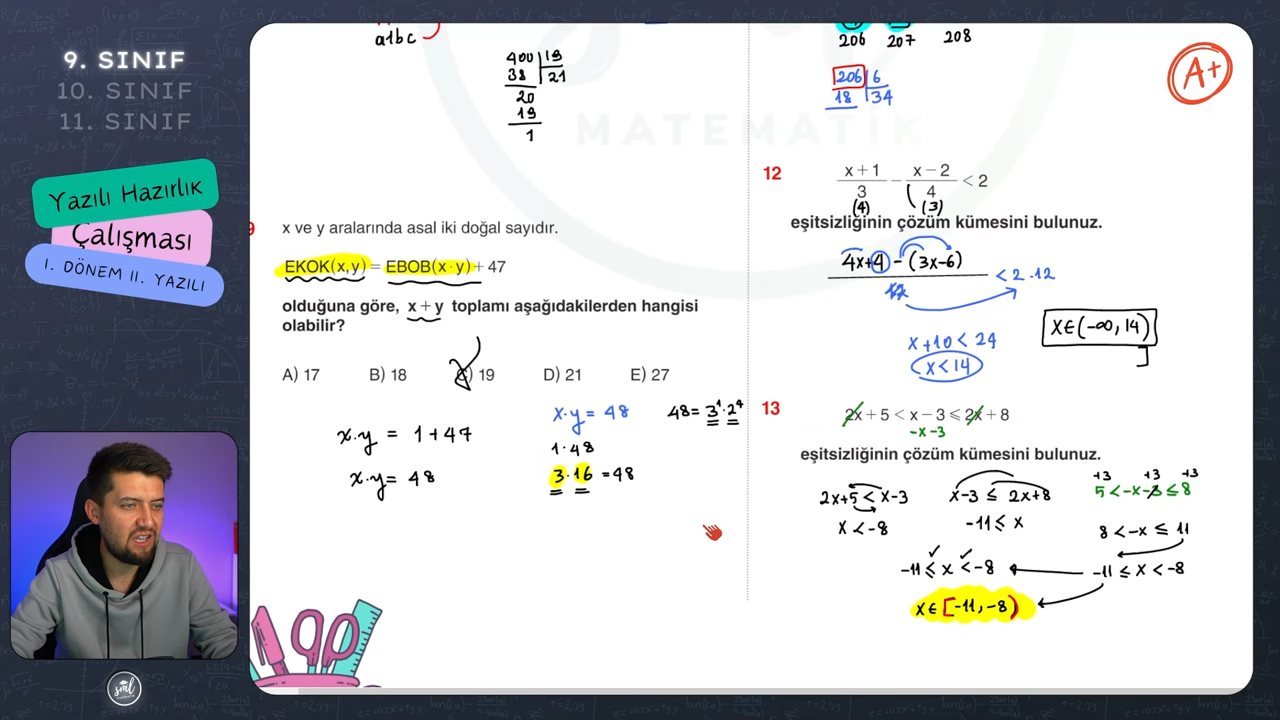 9. SINIF
10. SINIF
11. SINIF
Yazılı Hazırlık
Çalışması
I. DÖNEM II. YAZILI
sml
MATEMATİK
A+
a1bc
400 19
38 21
20
19
1
9
x ve y aralarında asal iki doğal sayıdır.
EKOK(x,y) = EBOB(x · y) + 47
olduğuna göre, x + y toplamı aşağıdakilerden hangisi
olabilir?
A) 17 B) 18 C) 19 D) 21 E) 27
x.y = 1+47
x.y = 48
x.y = 48
1.48
3.16 = 48
48 = 3¹.2⁴
206 207 208
206 6
18 34
12
x + 1 / 3 − x − 2 / 4 < 2
(4) (3)
eşitsizliğinin çözüm kümesini bulunuz.
4x+4 - (3x-6) / 12 < 2.12
x+10 < 24
x < 14
x∈(-∞, 14)
13
2x + 5 < x − 3 ⩽ 2x + 8
-x-3
eşitsizliğinin çözüm kümesini bulunuz.
2x+5 < x-3
x < -8
x-3 ≤ 2x+8
-11 ≤ x
+3 +3 +3
5 < -x-3 ≤ 8
8 < -x ≤ 11
-11 ≤ x < -8
-11 ≤ x < -8
x∈[-11, -8)